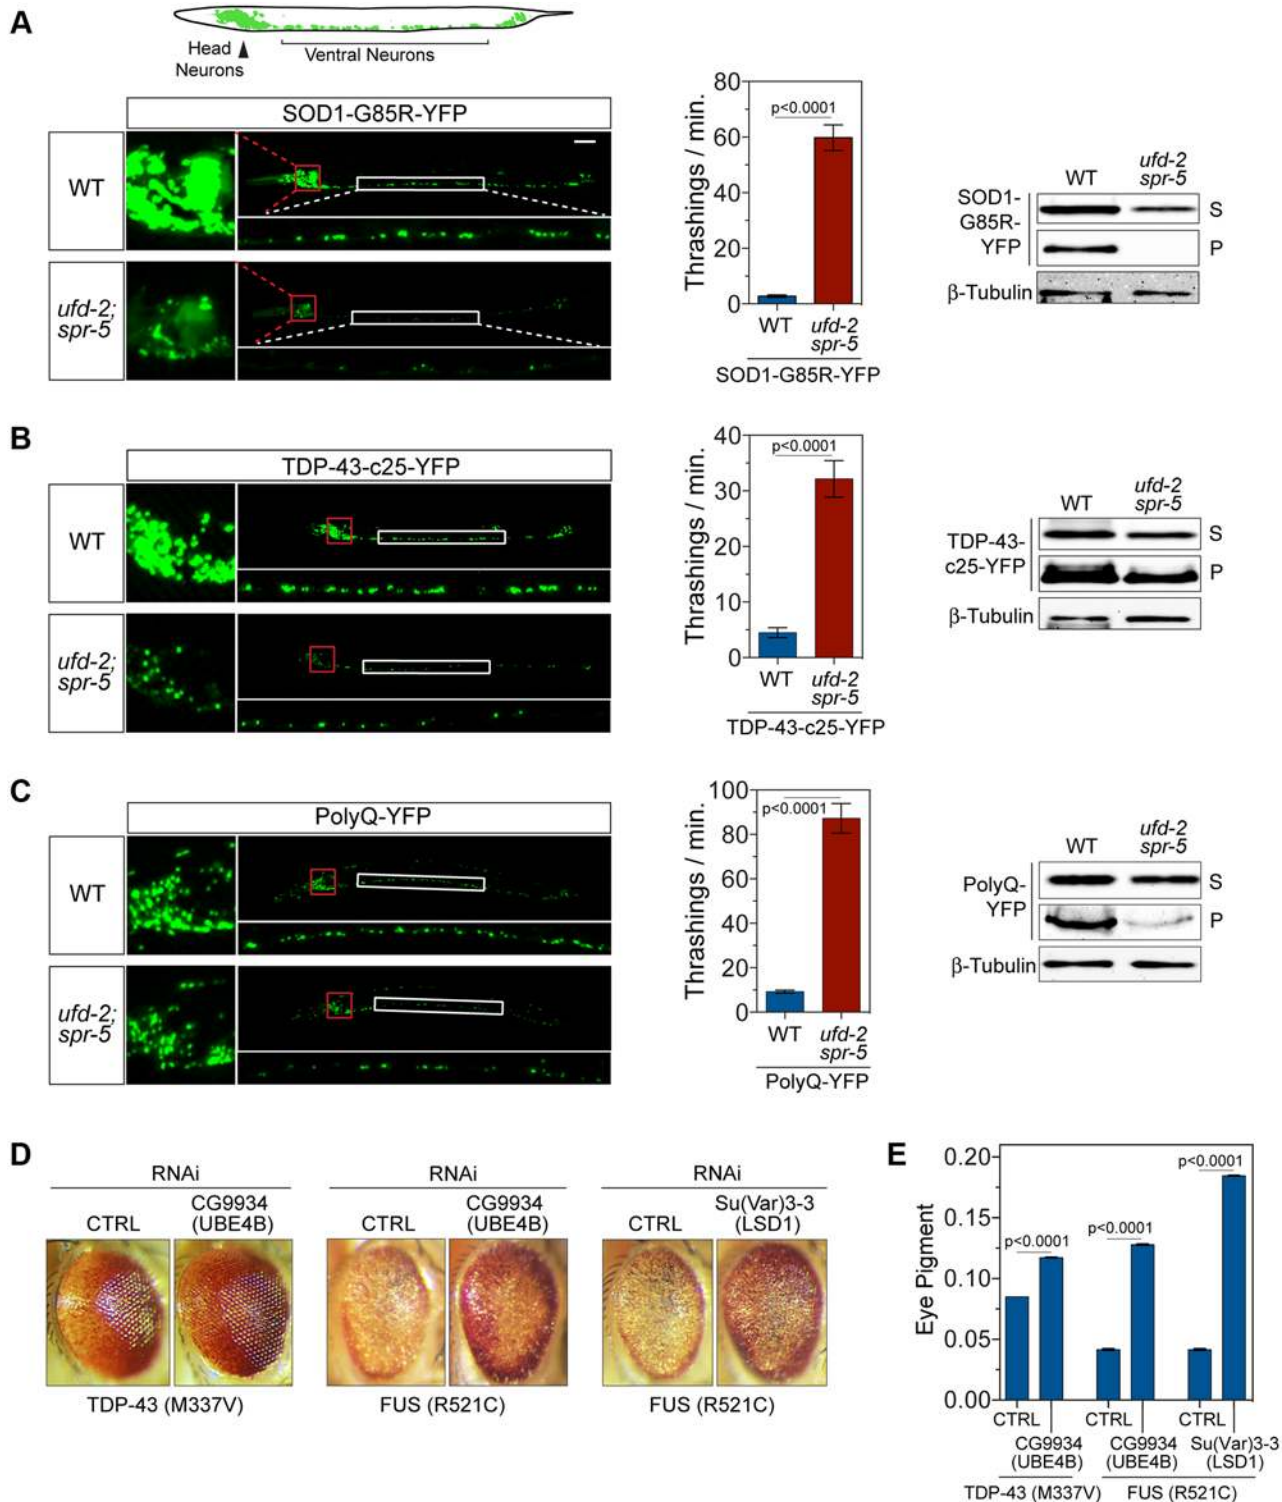 A
Head
Neurons
Ventral Neurons
SOD1-G85R-YFP
WT
ufd-2;
spr-5
Thrashings / min.
80
60
40
20
0
p<0.0001
WT
ufd-2
spr-5
SOD1-G85R-YFP
WT
ufd-2
spr-5
SOD1-
G85R-
YFP
S
P
β-Tubulin
B
TDP-43-c25-YFP
WT
ufd-2;
spr-5
Thrashings / min.
40
30
20
10
0
p<0.0001
WT
ufd-2
spr-5
TDP-43-c25-YFP
WT
ufd-2
spr-5
TDP-43-
c25-YFP
S
P
β-Tubulin
C
PolyQ-YFP
WT
ufd-2;
spr-5
Thrashings / min.
100
80
60
40
20
0
p<0.0001
WT
ufd-2
spr-5
PolyQ-YFP
WT
ufd-2
spr-5
PolyQ-
YFP
S
P
β-Tubulin
D
RNAi
CTRL
CG9934
(UBE4B)
TDP-43 (M337V)
RNAi
CTRL
CG9934
(UBE4B)
FUS (R521C)
RNAi
CTRL
Su(Var)3-3
(LSD1)
FUS (R521C)
E
Eye Pigment
0.20
0.15
0.10
0.05
0.00
p<0.0001
p<0.0001
p<0.0001
CTRL
CG9934
(UBE4B)
CTRL
CG9934
(UBE4B)
CTRL
Su(Var)3-3
(LSD1)
TDP-43 (M337V)
FUS (R521C)